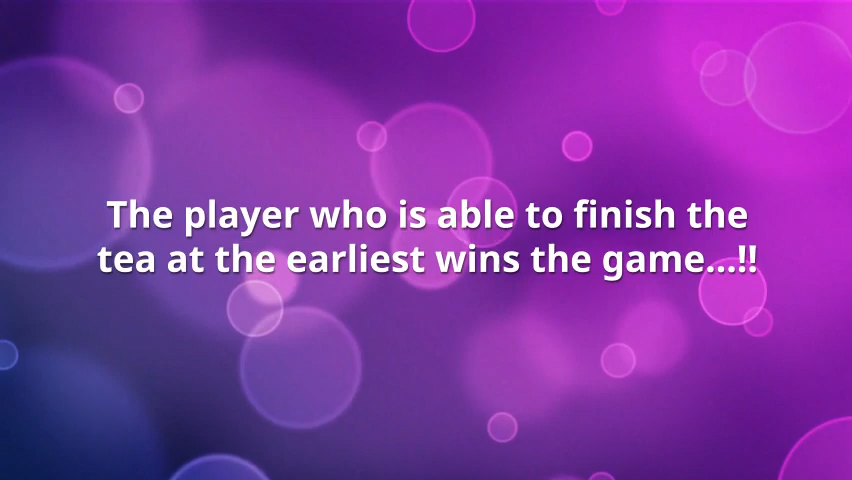 The player who is able to finish the
tea at the earliest wins the game...!!